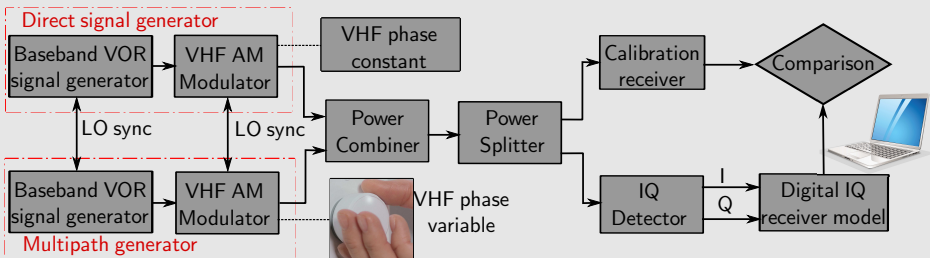 Direct signal generator
Baseband VOR
signal generator
VHF AM
Modulator
VHF phase
constant
LO sync
LO sync
Baseband VOR
signal generator
VHF AM
Modulator
Multipath generator
VHF phase
variable
Power
Combiner
Power
Splitter
Calibration
receiver
Comparison
IQ
Detector
I
Q
Digital IQ
receiver model